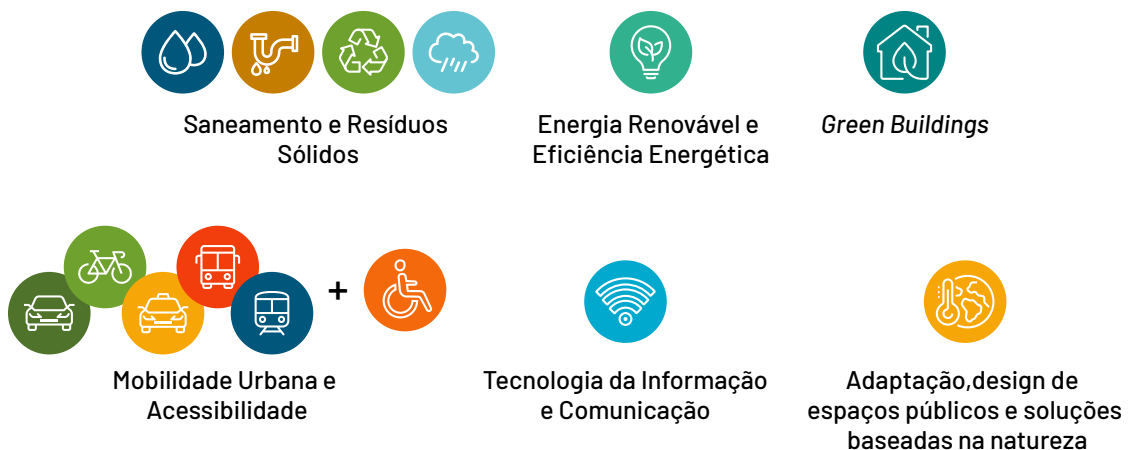 Saneamento e Resíduos
Sólidos
Energia Renovável e
Eficiência Energética
Green Buildings
+
Mobilidade Urbana e
Acessibilidade
Tecnologia da Informação
e Comunicação
Adaptação,design de
espaços públicos e soluções
baseadas na natureza